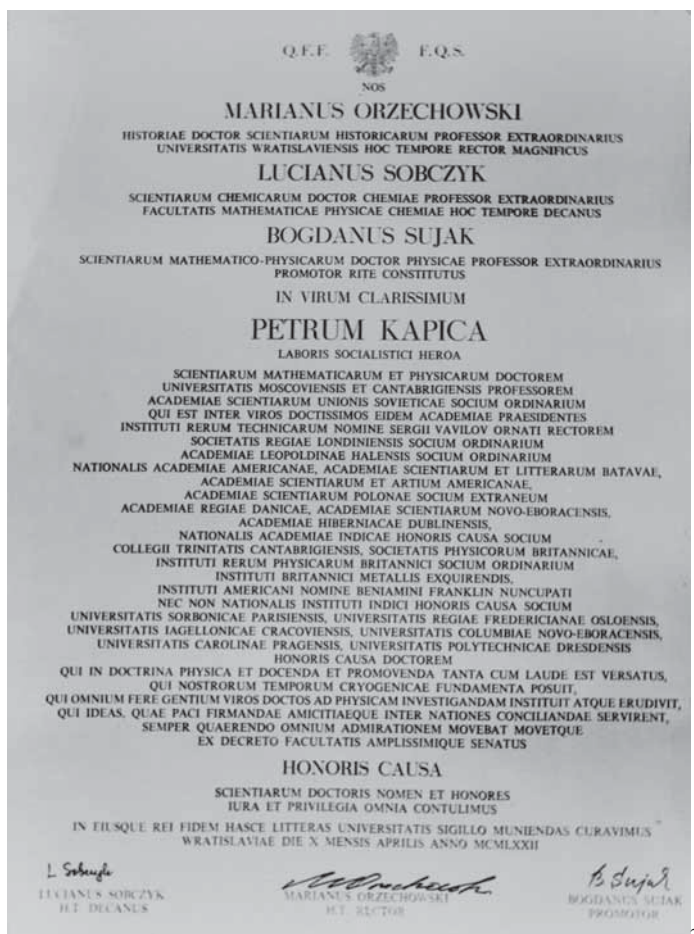 Q.F.F. F.Q.S.
NOS
MARIANUS ORZECHOWSKI
HISTORIAE DOCTOR SCIENTIARUM HISTORICARUM PROFESSOR EXTRAORDINARIUS
UNIVERSITATIS WRATISLAVIENSIS HOC TEMPORE RECTOR MAGNIFICUS
LUCIANUS SOBCZYK
SCIENTIARUM CHEMICARUM DOCTOR CHEMIAE PROFESSOR EXTRAORDINARIUS
FACULTATIS MATHEMATICAE PHYSICAE CHEMIAE HOC TEMPORE DECANUS
BOGDANUS SUJAK
SCIENTIARUM MATHEMATICO-PHYSICARUM DOCTOR PHYSICAE PROFESSOR EXTRAORDINARIUS
PROMOTOR RITE CONSTITUTUS
IN VIRUM CLARISSIMUM
PETRUM KAPICA
LABORIS SOCIALISTICI HEROA
SCIENTIARUM MATHEMATICARUM ET PHYSICARUM DOCTOREM
UNIVERSITATIS MOSCOVIENSIS ET CANTABRIGIENSIS PROFESSOREM
ACADEMIAE SCIENTIARUM UNIONIS SOVIETICAE SOCIUM ORDINARIUM
QUI EST INTER VIROS DOCTISSIMOS EIDEM ACADEMIAE PRAESIDENTES
INSTITUTI RERUM TECHNICARUM NOMINE SERGII VAVILOV ORNATI RECTOREM
SOCIETATIS REGIAE LONDINIENSIS SOCIUM ORDINARIUM
ACADEMIAE LEOPOLDINAE HALENSIS SOCIUM ORDINARIUM
NATIONALIS ACADEMIAE AMERICANAE, ACADEMIAE SCIENTIARUM ET LITTERARUM BATAVAE,
ACADEMIAE SCIENTIARUM ET ARTIUM AMERICANAE,
ACADEMIAE SCIENTIARUM POLONAE SOCIUM EXTRANEUM
ACADEMIAE REGIAE DANICAE, ACADEMIAE SCIENTIARUM NOVO-EBORACENSIS,
ACADEMIAE HIBERNIACAE DUBLINENSIS,
NATIONALIS ACADEMIAE INDICAE HONORIS CAUSA SOCIUM
COLLEGII TRINITATIS CANTABRIGIENSIS, SOCIETATIS PHYSICORUM BRITANNICAE,
INSTITUTI RERUM PHYSICARUM BRITANNICI SOCIUM ORDINARIUM
INSTITUTI BRITANNICI METALLIS EXQUIRENDIS,
INSTITUTI AMERICANI NOMINE BENIAMINI FRANKLIN NUNCUPATI
NEC NON NATIONALIS INSTITUTI INDICI HONORIS CAUSA SOCIUM
UNIVERSITATIS SORBONICAE PARISIENSIS, UNIVERSITATIS REGIAE FREDERICIANAE OSLOENSIS,
UNIVERSITATIS IAGELLONICAE CRACOVIENSIS, UNIVERSITATIS COLUMBIAE NOVO-EBORACENSIS,
UNIVERSITATIS CAROLINAE PRAGENSIS, UNIVERSITATIS POLYTECHNICAE DRESDENSIS
HONORIS CAUSA DOCTOREM
QUI IN DOCTRINA PHYSICA ET DOCENDA ET PROMOVENDA TANTA CUM LAUDE EST VERSATUS,
QUI NOSTRORUM TEMPORUM CRYOGENICAE FUNDAMENTA POSUIT,
QUI OMNIUM FERE GENTIUM VIROS DOCTOS AD PHYSICAM INVESTIGANDAM INSTITUIT ATQUE ERUDIVIT,
QUI IDEAS, QUAE PACI FIRMANDAE AMICITIAEQUE INTER NATIONES CONCILIANDAE SERVIRENT,
SEMPER QUAERENDO OMNIUM ADMIRATIONEM MOVEBAT MOVETQUE
EX DECRETO FACULTATIS AMPLISSIMIQUE SENATUS
HONORIS CAUSA
SCIENTIARUM DOCTORIS NOMEN ET HONORES
IURA ET PRIVILEGIA OMNIA CONTULIMUS
IN EIUSQUE REI FIDEM HASCE LITTERAS UNIVERSITATIS SIGILLO MUNIENDAS CURAVIMUS
WRATISLAVIAE DIE X MENSIS APRILIS ANNO MCMLXXII
L Sobczyk
LUCIANUS SOBCZYK
H.T. DECANUS
MOrzechowski
MARIANUS ORZECHOWSKI
H.T. RECTOR
B Sujak
BOGDANUS SUJAK
PROMOTOR